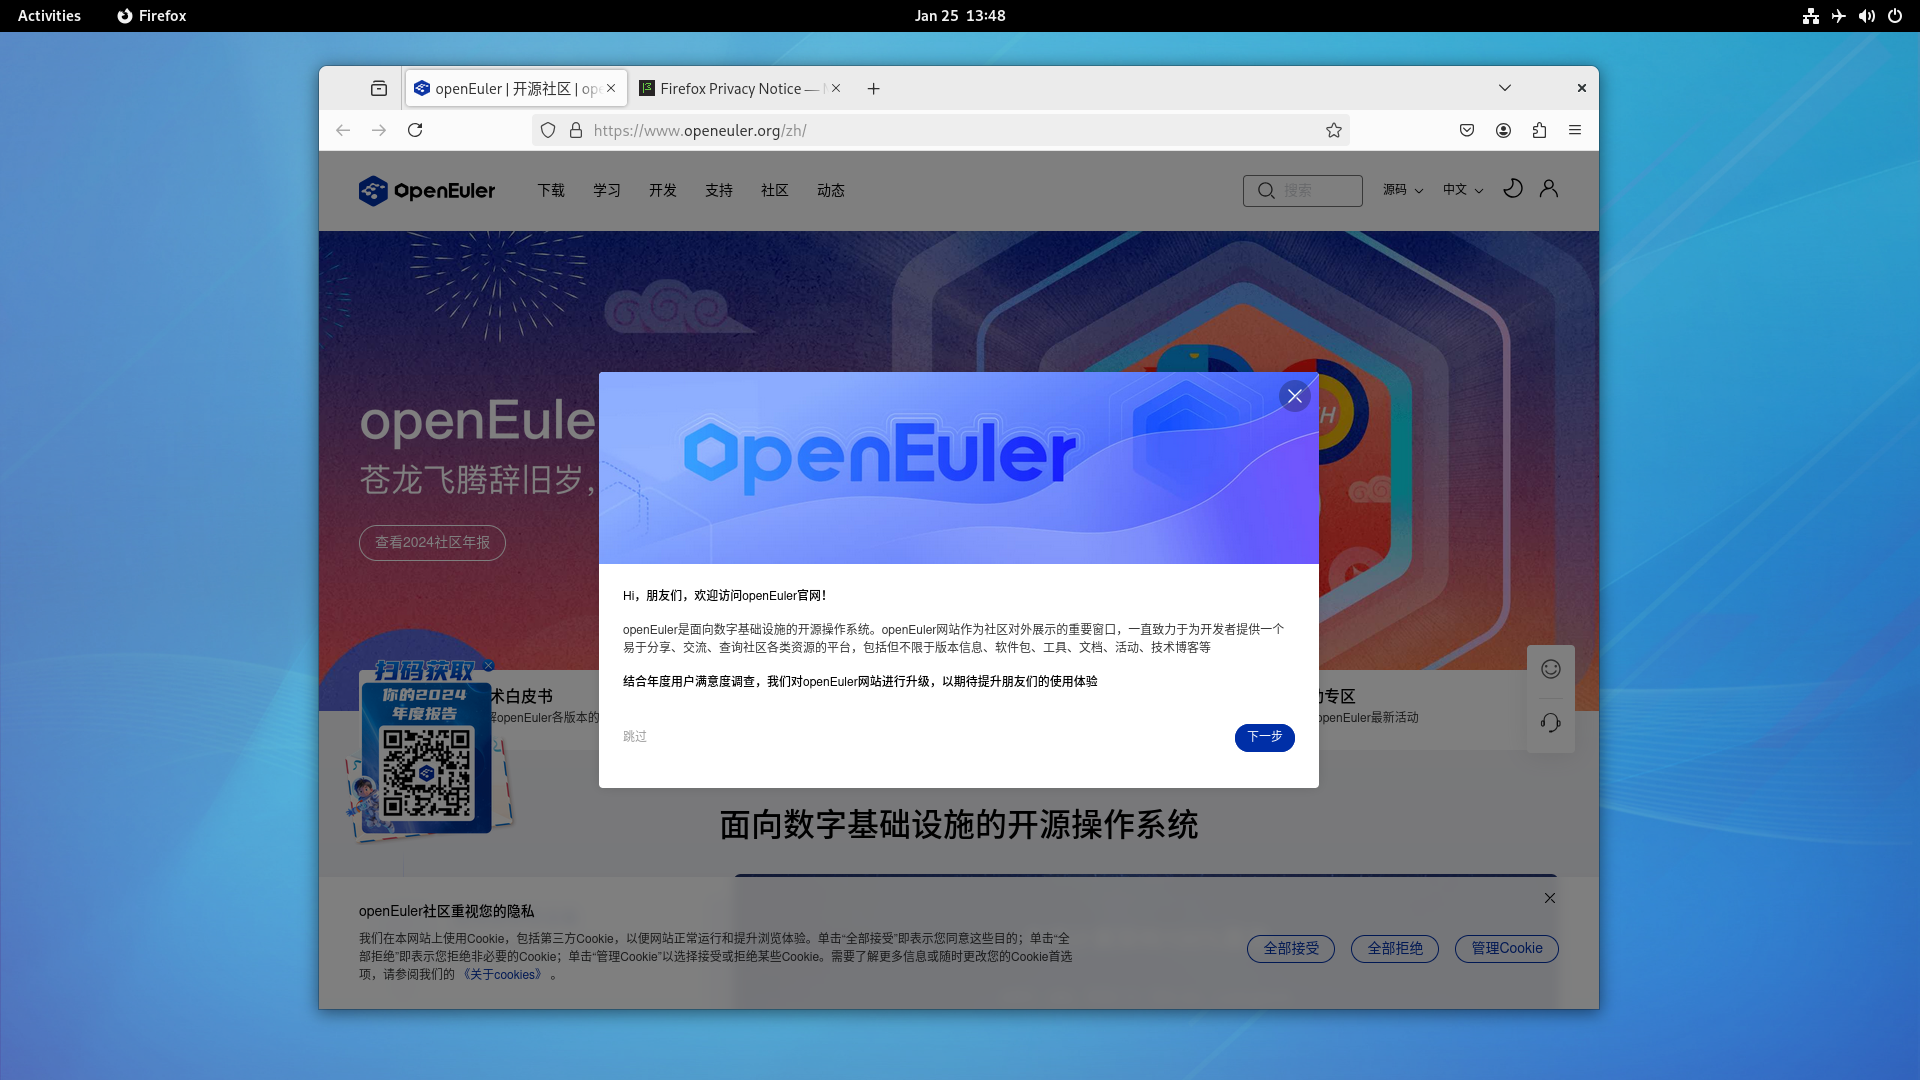 Activities
Firefox
Jan 25 13:48
openEuler | 开源社区 | ope
Firefox Privacy Notice —
https://www.openeuler.org/zh/
openEuler
下载
学习
开发
支持
社区
动态
搜索
源码
中文
openEule
苍龙飞腾辞旧岁，
查看2024社区年报
H
openEuler
Hi，朋友们，欢迎访问openEuler官网！
openEuler是面向数字基础设施的开源操作系统。openEuler网站作为社区对外展示的重要窗口，一直致力于为开发者提供一个
易于分享、交流、查询社区各类资源的平台，包括但不限于版本信息、软件包、工具、文档、活动、技术博客等
结合年度用户满意度调查，我们对openEuler网站进行升级，以期待提升朋友们的使用体验
跳过
下一步
扫码获取
你的2024
年度报告
术白皮书
openEuler各版本的
专区
openEuler最新活动
面向数字基础设施的开源操作系统
openEuler社区重视您的隐私
我们在本网站上使用Cookie，包括第三方Cookie，以便网站正常运行和提升浏览体验。单击“全部接受”即表示您同意这些目的；单击“全
部拒绝”即表示您拒绝非必要的Cookie；单击“管理Cookie”以选择接受或拒绝某些Cookie。需要了解更多信息或随时更改您的Cookie首选
项，请参阅我们的 《关于cookies》 。
全部接受
全部拒绝
管理Cookie